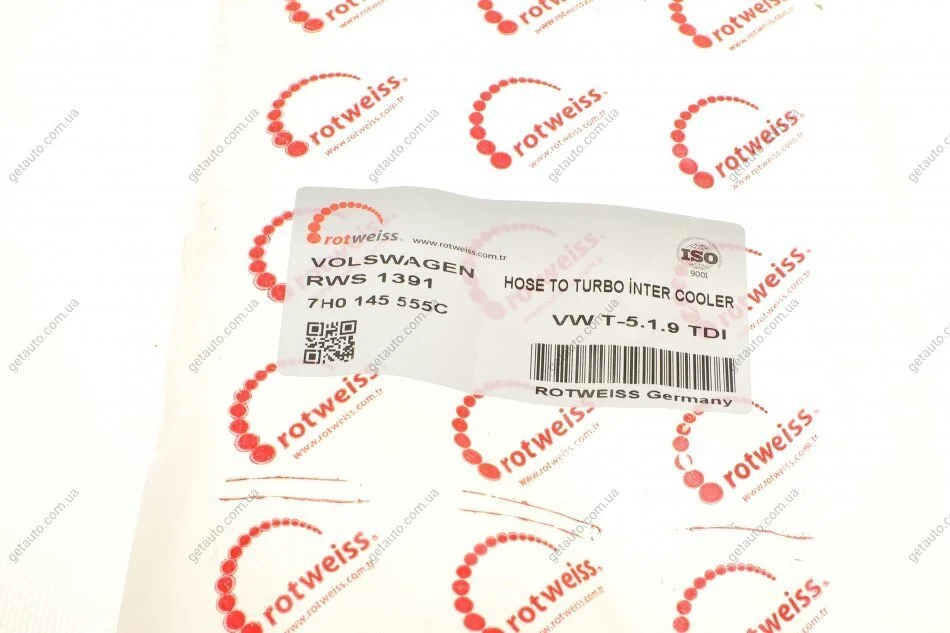 rotweiss®
www.rotweiss.com.tr
VOLSWAGEN
RWS 1391
7H0 145 555C
ISO
9001
HOSE TO TURBO İNTER COOLER
VW T-5.1.9 TDI
ROTWEISS Germany
rotweiss®
www.rotweiss.com.tr
getauto.com.ua